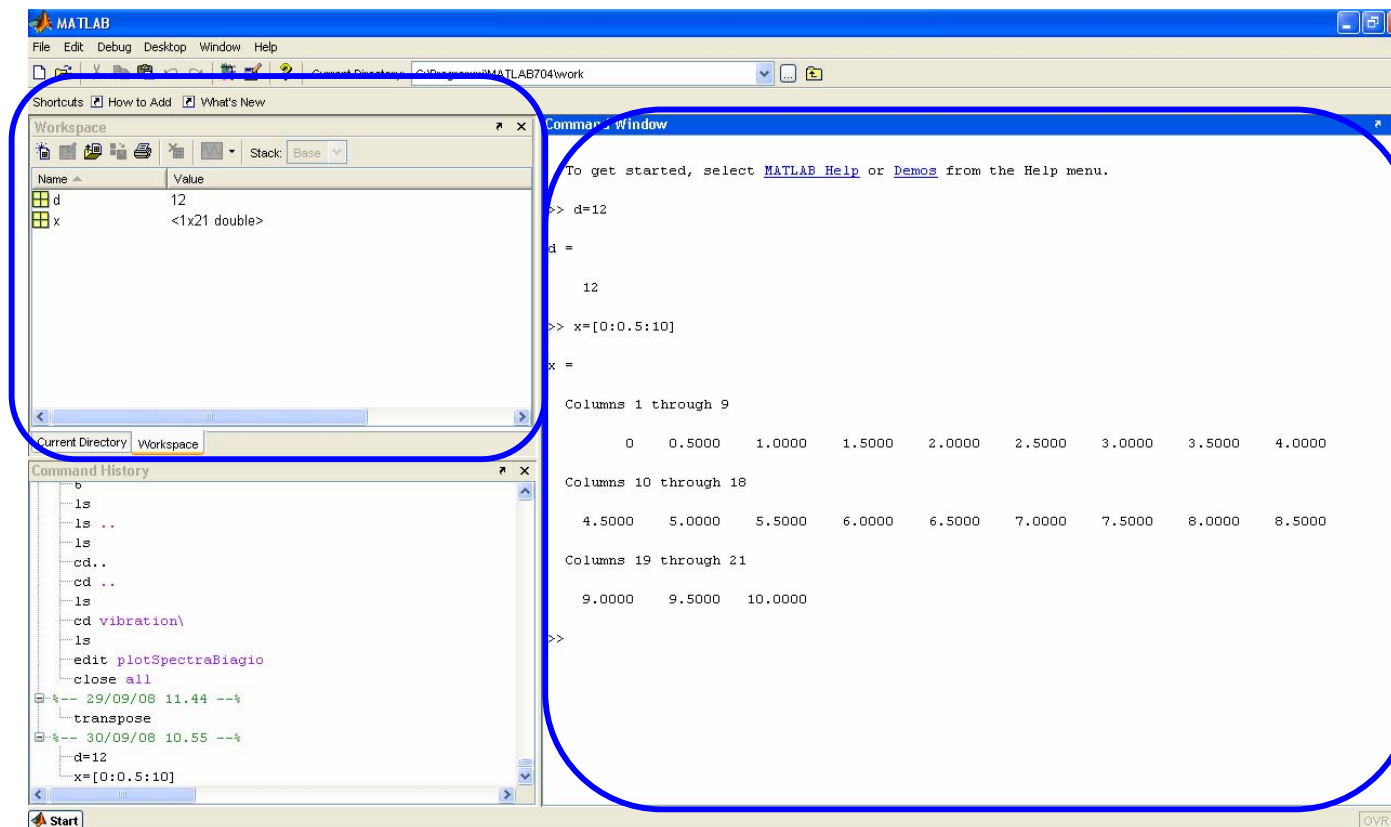 MATLAB
File Edit Debug Desktop Window Help
Current Directory: C:\Programmi\MATLAB704\work
Shortcuts How to Add What's New
Workspace
Stack: Base
Name Value
d 12
x <1x21 double>
Current Directory Workspace
Command History
6
ls
ls ..
ls
cd..
cd ..
ls
cd vibration\
ls
edit plotSpectraBiagio
close all
%-- 29/09/08 11.44 --%
transpose
%-- 30/09/08 10.55 --%
d=12
x=[0:0.5:10]
Command Window
To get started, select MATLAB Help or Demos from the Help menu.
>> d=12
d =
12
>> x=[0:0.5:10]
x =
Columns 1 through 9
0 0.5000 1.0000 1.5000 2.0000 2.5000 3.0000 3.5000 4.0000
Columns 10 through 18
4.5000 5.0000 5.5000 6.0000 6.5000 7.0000 7.5000 8.0000 8.5000
Columns 19 through 21
9.0000 9.5000 10.0000
>>
Start
OVR